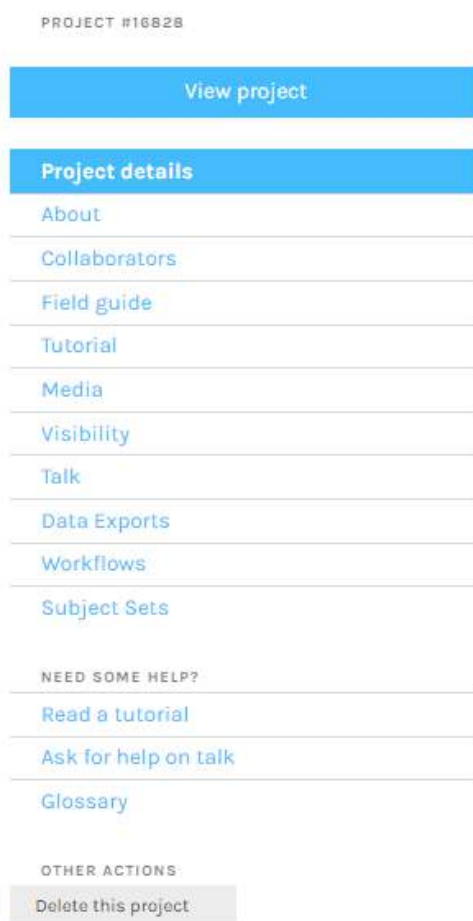 PROJECT #16828
View project
Project details
About
Collaborators
Field guide
Tutorial
Media
Visibility
Talk
Data Exports
Workflows
Subject Sets
NEED SOME HELP?
Read a tutorial
Ask for help on talk
Glossary
OTHER ACTIONS
Delete this project